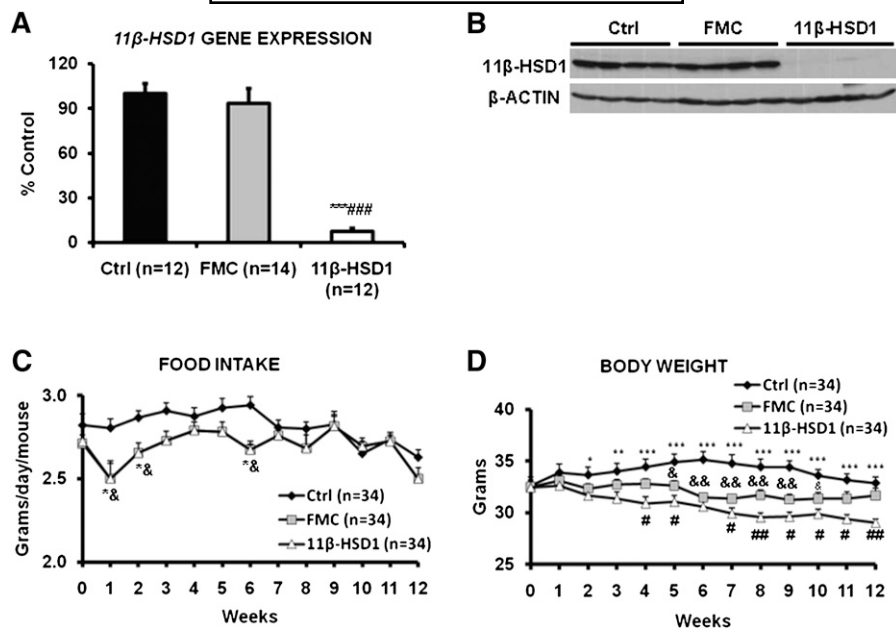 A
11β-HSD1 GENE EXPRESSION
% Control
120
90
60
30
0
***###
Ctrl (n=12)
FMC (n=14)
11β-HSD1
(n=12)
B
Ctrl
FMC
11β-HSD1
11β-HSD1
β-ACTIN
C
FOOD INTAKE
Grams/day/mouse
3.0
2.5
2.0
*&
*&
*&
Ctrl (n=34)
FMC (n=34)
11β-HSD1 (n=34)
0 1 2 3 4 5 6 7 8 9 10 11 12
Weeks
D
BODY WEIGHT
Ctrl (n=34)
FMC (n=34)
11β-HSD1 (n=34)
Grams
40
35
30
25
* ** *** *** *** *** *** *** *** *** ***
& && && && && &
# # # ## # # # ##
0 1 2 3 4 5 6 7 8 9 10 11 12
Weeks